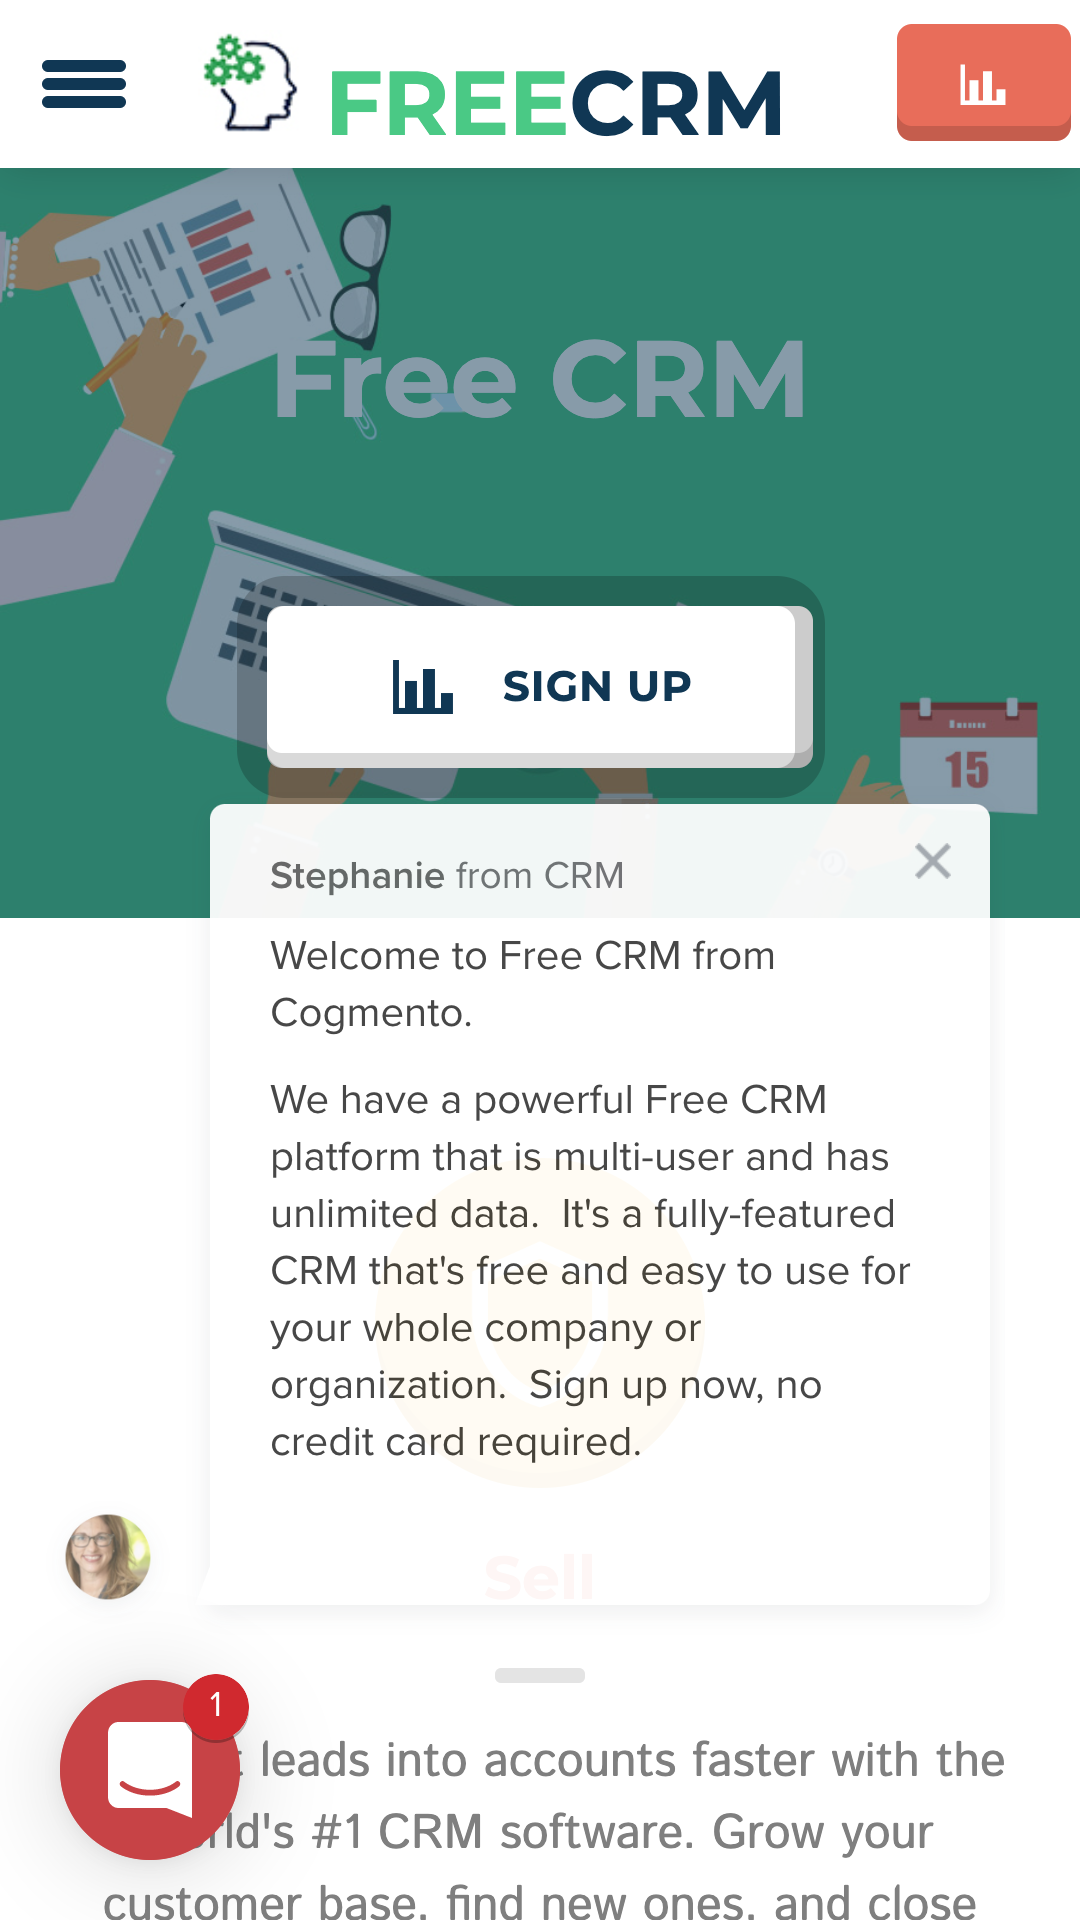 FREECRM
Free CRM
SIGN UP
15
Stephanie from CRM
Welcome to Free CRM from
Cogmento.
We have a powerful Free CRM
platform that is multi-user and has
unlimited data.  It's a fully-featured
CRM that's free and easy to use for
your whole company or
organization.  Sign up now, no
credit card required.
Sell
1
leads into accounts faster with the
#1 CRM software. Grow your
customer base, find new ones, and close